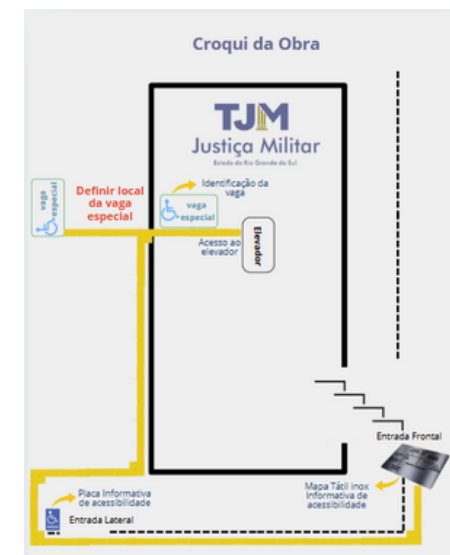 Croqui da Obra
TJM
Justiça Militar
Estado do Rio Grande do Sul
Identificação da
vaga
vaga
especial
Definir local
da vaga
especial
vaga
especial
Acesso ao
elevador
Elevador
Entrada Frontal
Mapa Tátil inox
Informativa de
acessibilidade
Placa Informativa
de acessibilidade
Entrada Lateral